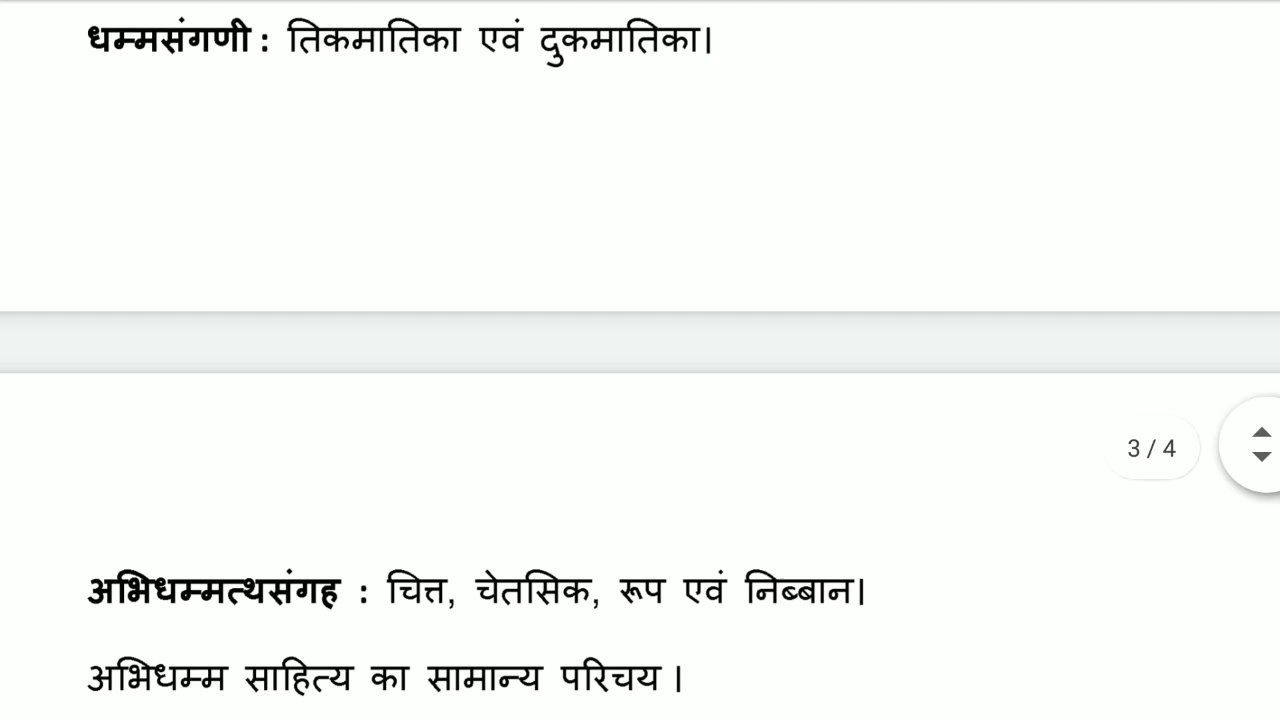 धम्मसंगणी : तिकमातिका एवं दुकमातिका।
3 / 4
अभिधम्मत्थसंगह : चित्त, चेतसिक, रूप एवं निब्बान।
अभिधम्म साहित्य का सामान्य परिचय ।